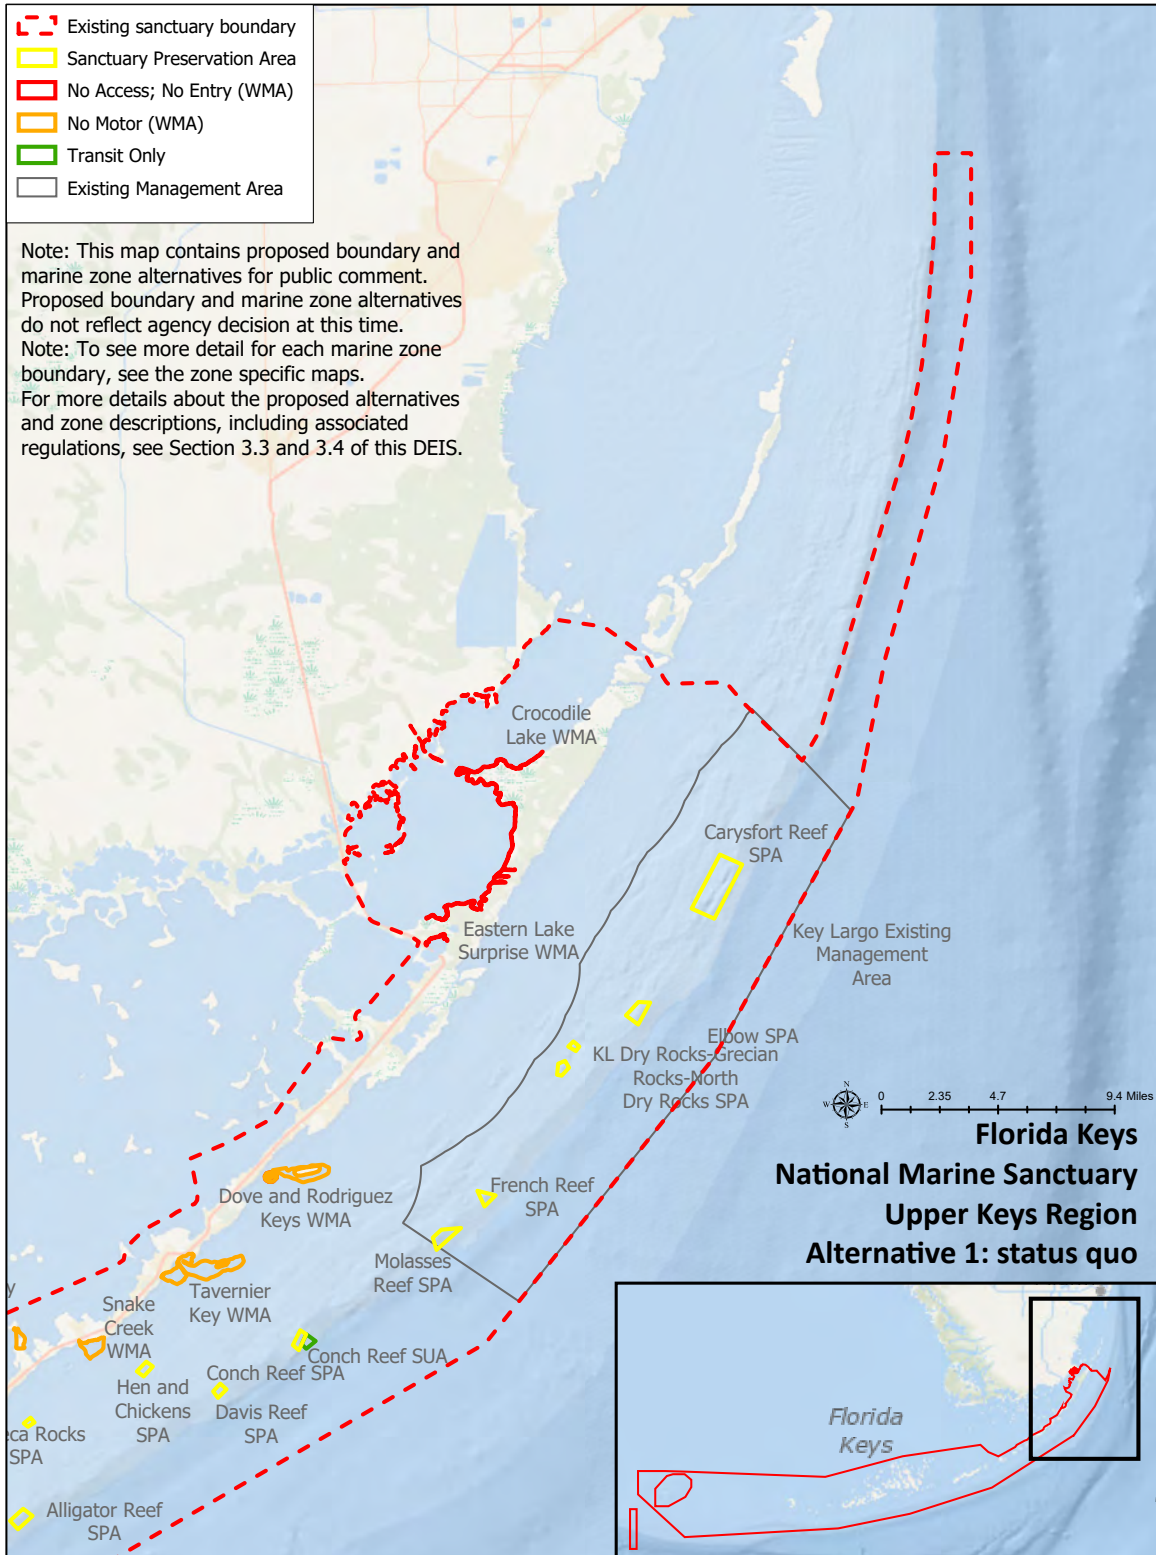 Existing sanctuary boundary
Sanctuary Preservation Area
No Access; No Entry (WMA)
No Motor (WMA)
Transit Only
Existing Management Area
Note: This map contains proposed boundary and
marine zone alternatives for public comment.
Proposed boundary and marine zone alternatives
do not reflect agency decision at this time.
Note: To see more detail for each marine zone
boundary, see the zone specific maps.
For more details about the proposed alternatives
and zone descriptions, including associated
regulations, see Section 3.3 and 3.4 of this DEIS.
Crocodile
Lake WMA
Carysfort Reef
SPA
Eastern Lake
Surprise WMA
Key Largo Existing
Management
Area
Elbow SPA
KL Dry Rocks-Grecian
Rocks-North
Dry Rocks SPA
N
W E
S
0 2.35 4.7 9.4 Miles
Florida Keys
National Marine Sanctuary
Upper Keys Region
Alternative 1: status quo
Dove and Rodriguez
Keys WMA
French Reef
SPA
Molasses
Reef SPA
Tavernier
Key WMA
y
Snake
Creek
WMA
Conch Reef SUA
Conch Reef SPA
Hen and
Chickens
SPA
Davis Reef
SPA
eca Rocks
SPA
Alligator Reef
SPA
Florida
Keys